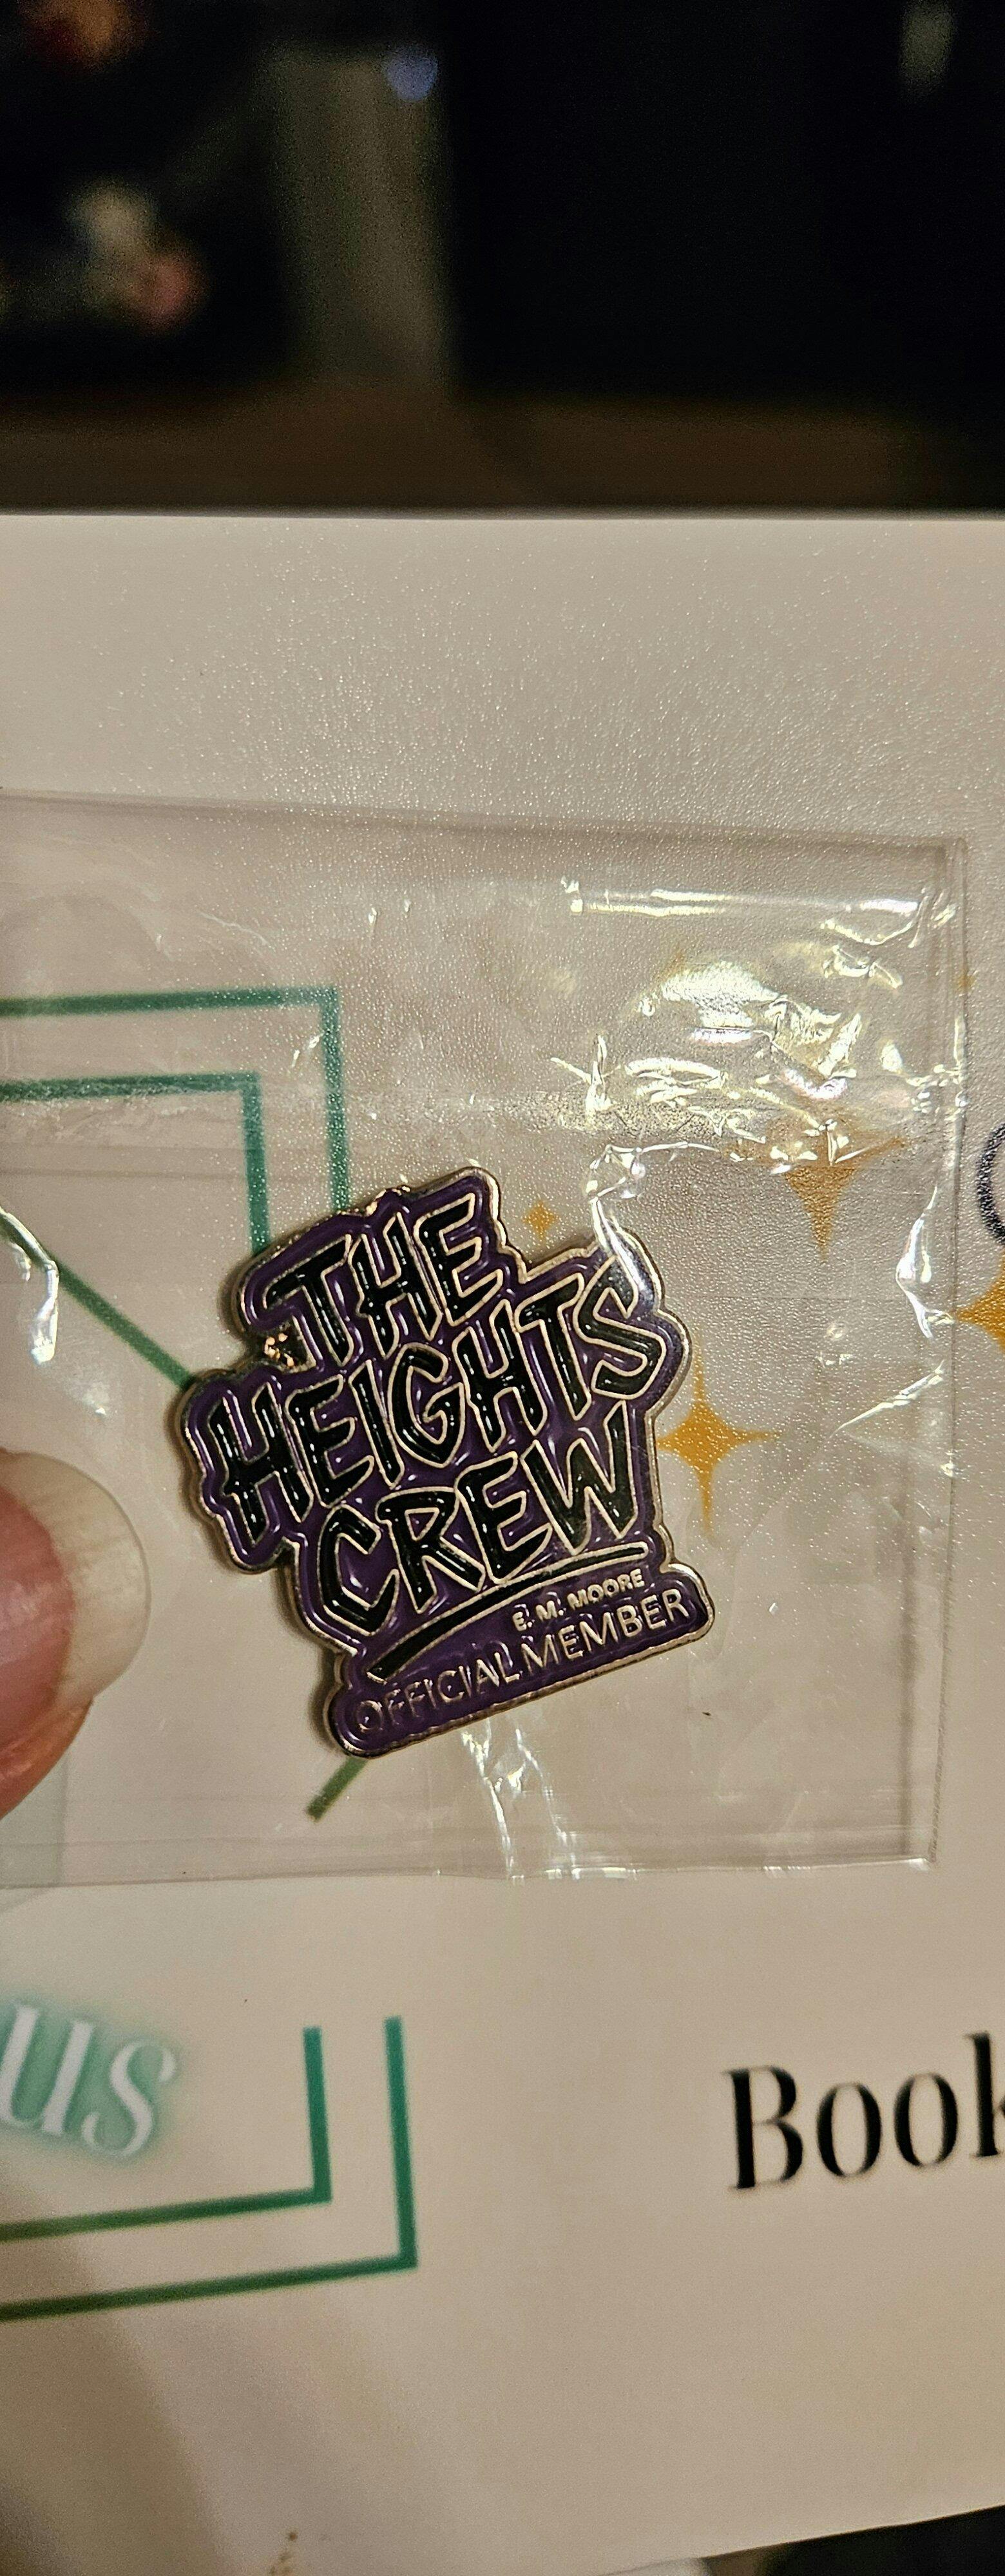 THE
HEIGHTS
CREW
E. M. MOORE
OFFICIAL MEMBER
us
Book